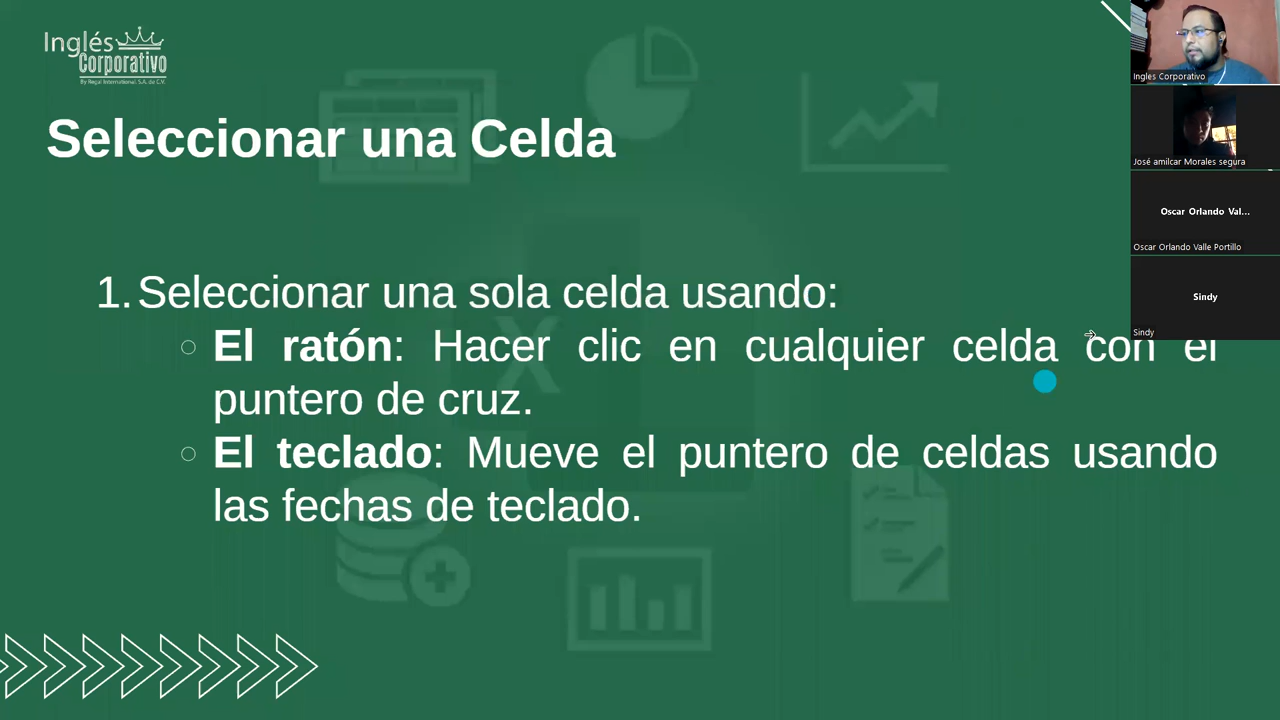 Inglés
Corporativo
By Regal International, S.A. de C.V.
Seleccionar una Celda
1. Seleccionar una sola celda usando:
El ratón: Hacer clic en cualquier celda con el
puntero de cruz.
El teclado: Mueve el puntero de celdas usando
las fechas de teclado.
Ingles Corporativo
José amilcar Morales segura
Oscar Orlando Val...
Oscar Orlando Valle Portillo
Sindy
Sindy